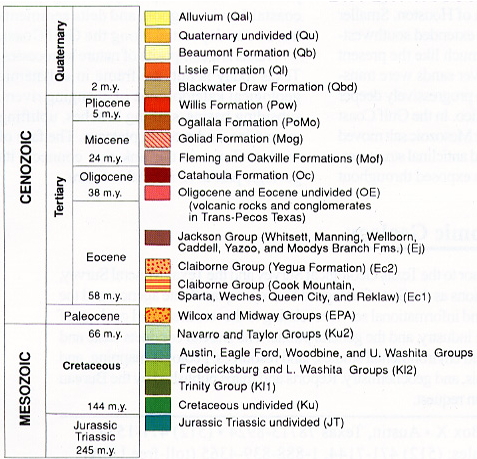 CENOZOIC
Quaternary
2 m.y.
Alluvium (Qal)
Quaternary undivided (Qu)
Beaumont Formation (Qb)
Lissie Formation (Ql)
Blackwater Draw Formation (Qbd)
Tertiary
Pliocene
5 m.y.
Willis Formation (Pow)
Ogallala Formation (PoMo)
Miocene
24 m.y.
Goliad Formation (Mog)
Fleming and Oakville Formations (Mof)
Oligocene
38 m.y.
Catahoula Formation (Oc)
Oligocene and Eocene undivided (OE)
(volcanic rocks and conglomerates
in Trans-Pecos Texas)
Eocene
58 m.y.
Jackson Group (Whitsett, Manning, Wellborn,
Caddell, Yazoo, and Moodys Branch Fms.) (Ej)
Claiborne Group (Yegua Formation) (Ec2)
Claiborne Group (Cook Mountain,
Sparta, Weches, Queen City, and Reklaw) (Ec1)
Paleocene
Wilcox and Midway Groups (EPA)
MESOZOIC
66 m.y.
Cretaceous
144 m.y.
Navarro and Taylor Groups (Ku2)
Austin, Eagle Ford, Woodbine, and U. Washita Groups
Fredericksburg and L. Washita Groups (Kl2)
Trinity Group (Kl1)
Cretaceous undivided (Ku)
Jurassic
Triassic
245 m.y.
Jurassic Triassic undivided (JT)